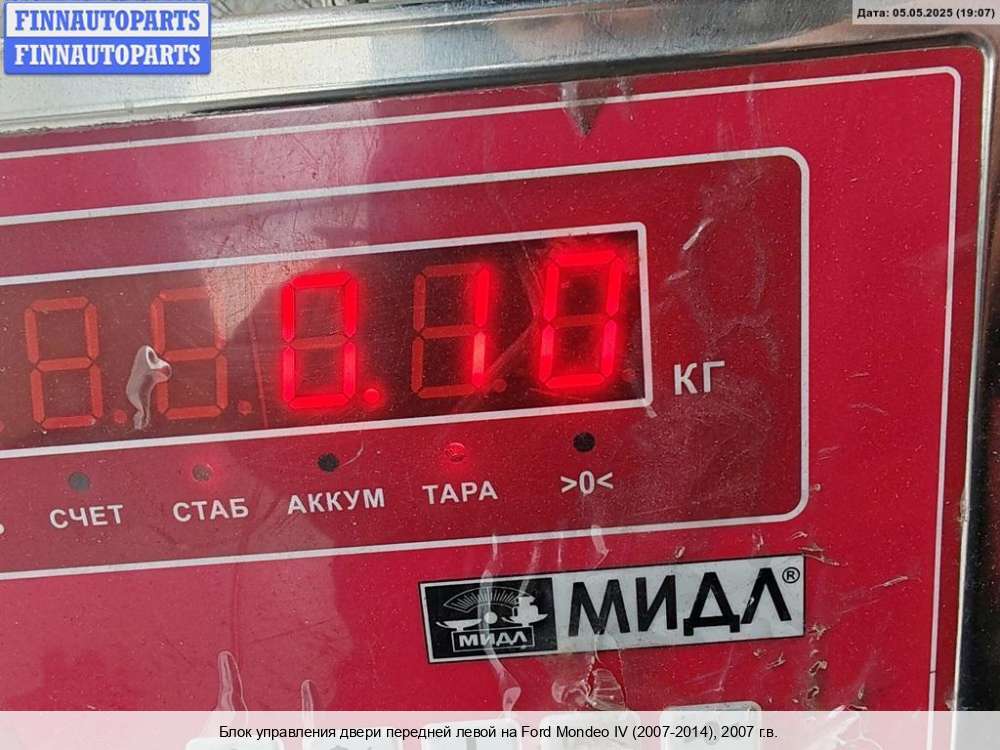 FINNAUTOPARTS
FINNAUTOPARTS
Дата: 05.05.2025 (19:07)
0.10
КГ
СЧЕТ
СТАБ
АККУМ
ТАРА
>0<
МИДЛ
МИДЛ®
Блок управления двери передней левой на Ford Mondeo IV (2007-2014), 2007 г.в.